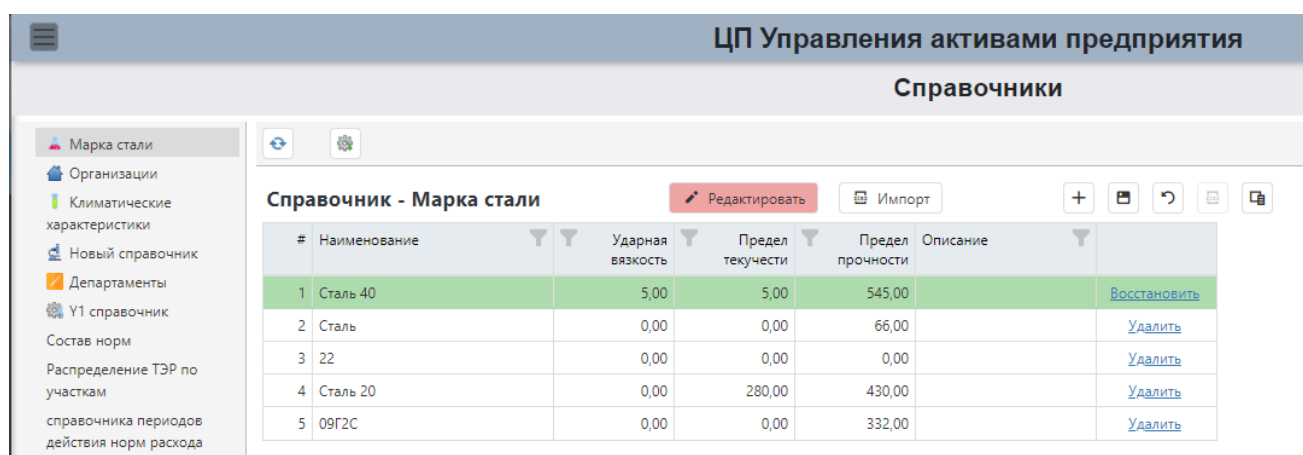 ЦП Управления активами предприятия
Справочники
Марка стали
Организации
Климатические
характеристики
Новый справочник
Департаменты
Y1 справочник
Состав норм
Распределение ТЭР по
участкам
справочника периодов
действия норм расхода
Справочник - Марка стали Редактировать Импорт
# Наименование Ударная вязкость Предел текучести Предел прочности Описание
1 Сталь 40 5,00 5,00 545,00 Восстановить
2 Сталь 0,00 0,00 66,00 Удалить
3 22 0,00 0,00 0,00 Удалить
4 Сталь 20 0,00 280,00 430,00 Удалить
5 09Г2С 0,00 0,00 332,00 Удалить